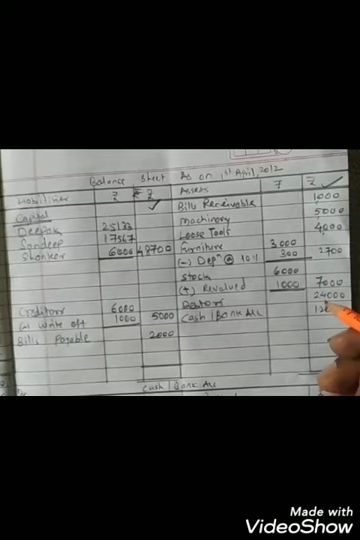 Balance Sheet As on 1st April, 2012
Liabilities ₹ ₹ Assets ₹ ₹
Capital Bills Receivable 1000
Deepak 25133 Machinery 5000
Sandeep 17567 Loose Tools 4000
Shanker 6000 48700 Furniture 3000
(-) Depn @ 10% 300 2700
Stock 6000
Creditors 6000 (+) Revalued 1000 7000
(-) Write off 1000 5000 Debtors 24000
Bills Payable 2000 Cash/Bank A/c
Cash/Bank A/c
Made with
VideoShow